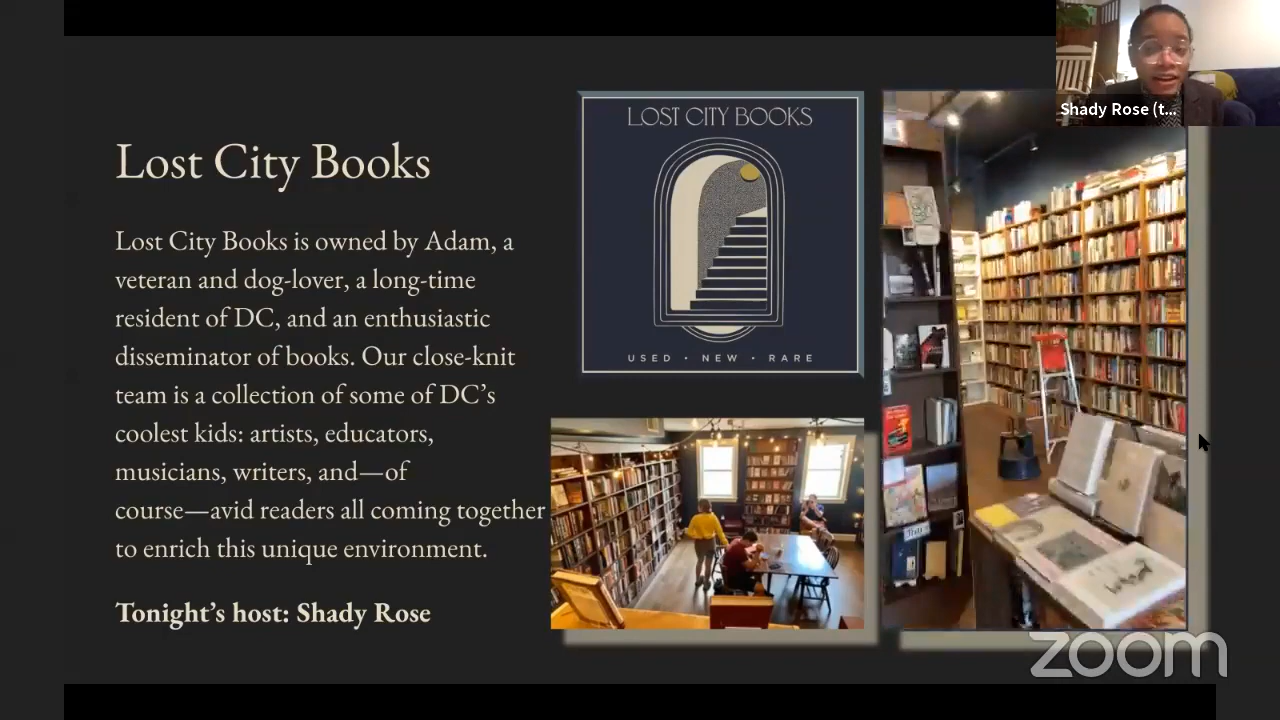 Shady Rose (t...
Lost City Books
Lost City Books is owned by Adam, a
veteran and dog-lover, a long-time
resident of DC, and an enthusiastic
disseminator of books. Our close-knit
team is a collection of some of DC’s
coolest kids: artists, educators,
musicians, writers, and—of
course—avid readers all coming together
to enrich this unique environment.
Tonight’s host: Shady Rose
LOST CITY BOOKS
USED • NEW • RARE
zoom